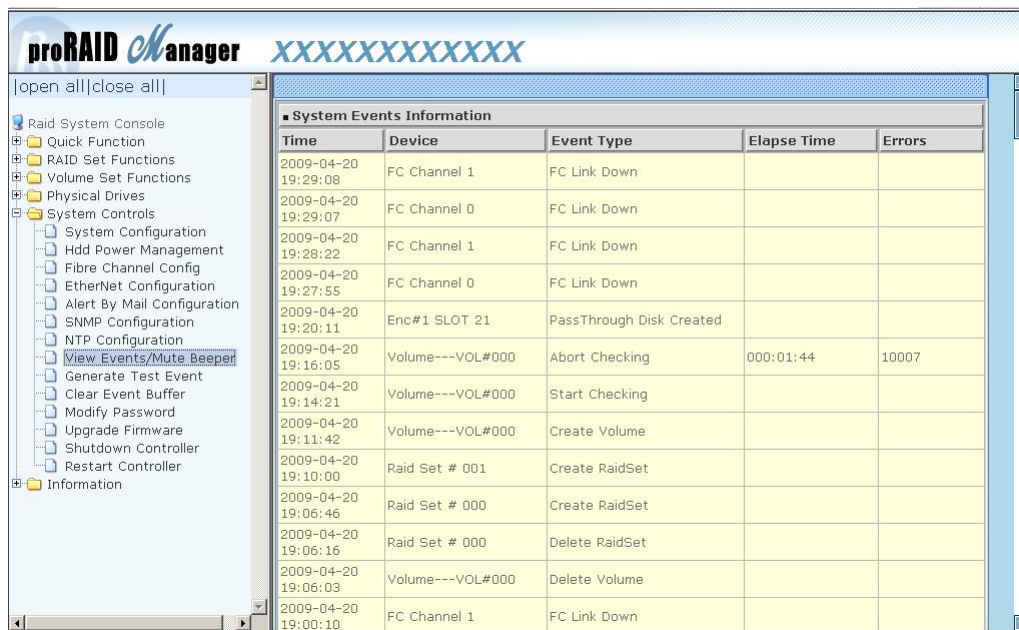 proRAID Manager XXXXXXXXXXXX
|open all|close all|
Raid System Console
Quick Function
RAID Set Functions
Volume Set Functions
Physical Drives
System Controls
System Configuration
Hdd Power Management
Fibre Channel Config
EtherNet Configuration
Alert By Mail Configuration
SNMP Configuration
NTP Configuration
View Events/Mute Beeper
Generate Test Event
Clear Event Buffer
Modify Password
Upgrade Firmware
Shutdown Controller
Restart Controller
Information
System Events Information
Time Device Event Type Elapse Time Errors
2009-04-20 19:29:08 FC Channel 1 FC Link Down
2009-04-20 19:29:07 FC Channel 0 FC Link Down
2009-04-20 19:28:22 FC Channel 1 FC Link Down
2009-04-20 19:27:55 FC Channel 0 FC Link Down
2009-04-20 19:20:11 Enc#1 SLOT 21 PassThrough Disk Created
2009-04-20 19:16:05 Volume---VOL#000 Abort Checking 000:01:44 10007
2009-04-20 19:14:21 Volume---VOL#000 Start Checking
2009-04-20 19:11:42 Volume---VOL#000 Create Volume
2009-04-20 19:10:00 Raid Set # 001 Create RaidSet
2009-04-20 19:06:46 Raid Set # 000 Create RaidSet
2009-04-20 19:06:16 Raid Set # 000 Delete RaidSet
2009-04-20 19:06:03 Volume---VOL#000 Delete Volume
2009-04-20 19:00:10 FC Channel 1 FC Link Down